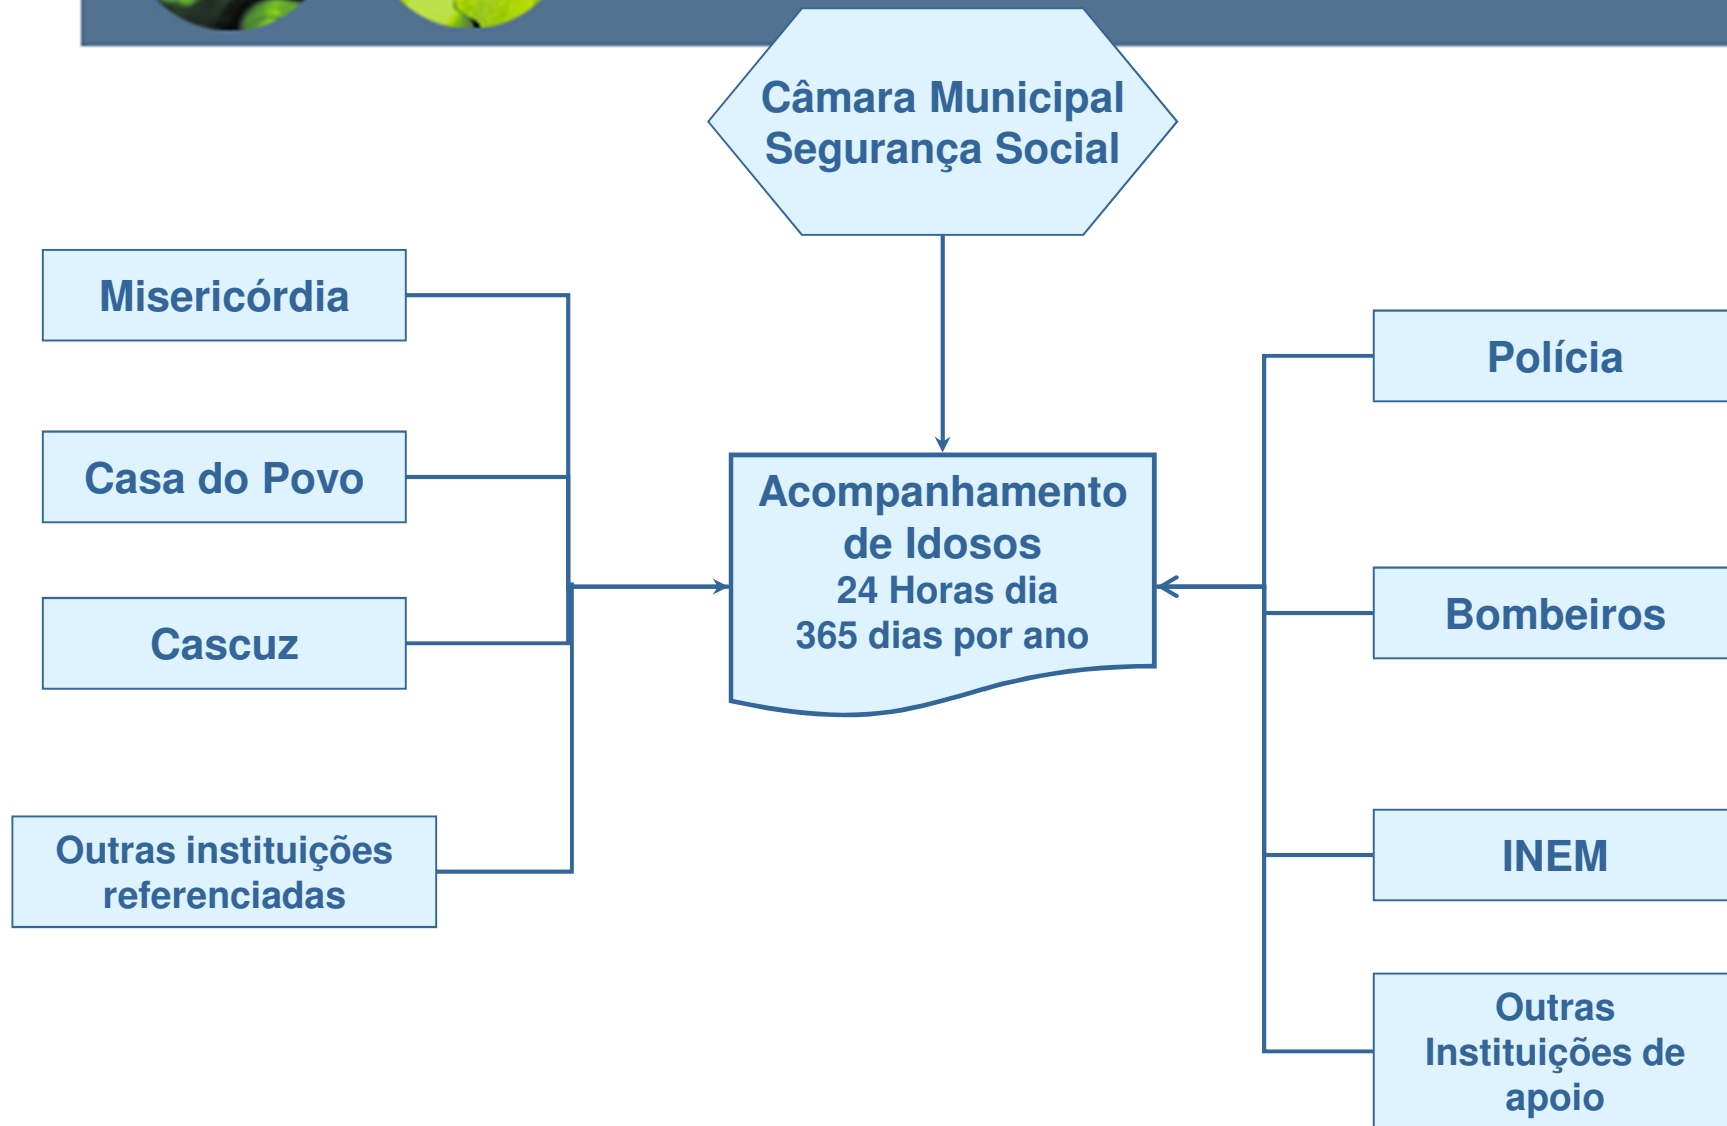 Câmara Municipal
Segurança Social
Misericórdia
Casa do Povo
Cascuz
Outras instituições
referenciadas
Acompanhamento
de Idosos
24 Horas dia
365 dias por ano
Polícia
Bombeiros
INEM
Outras
Instituições de
apoio